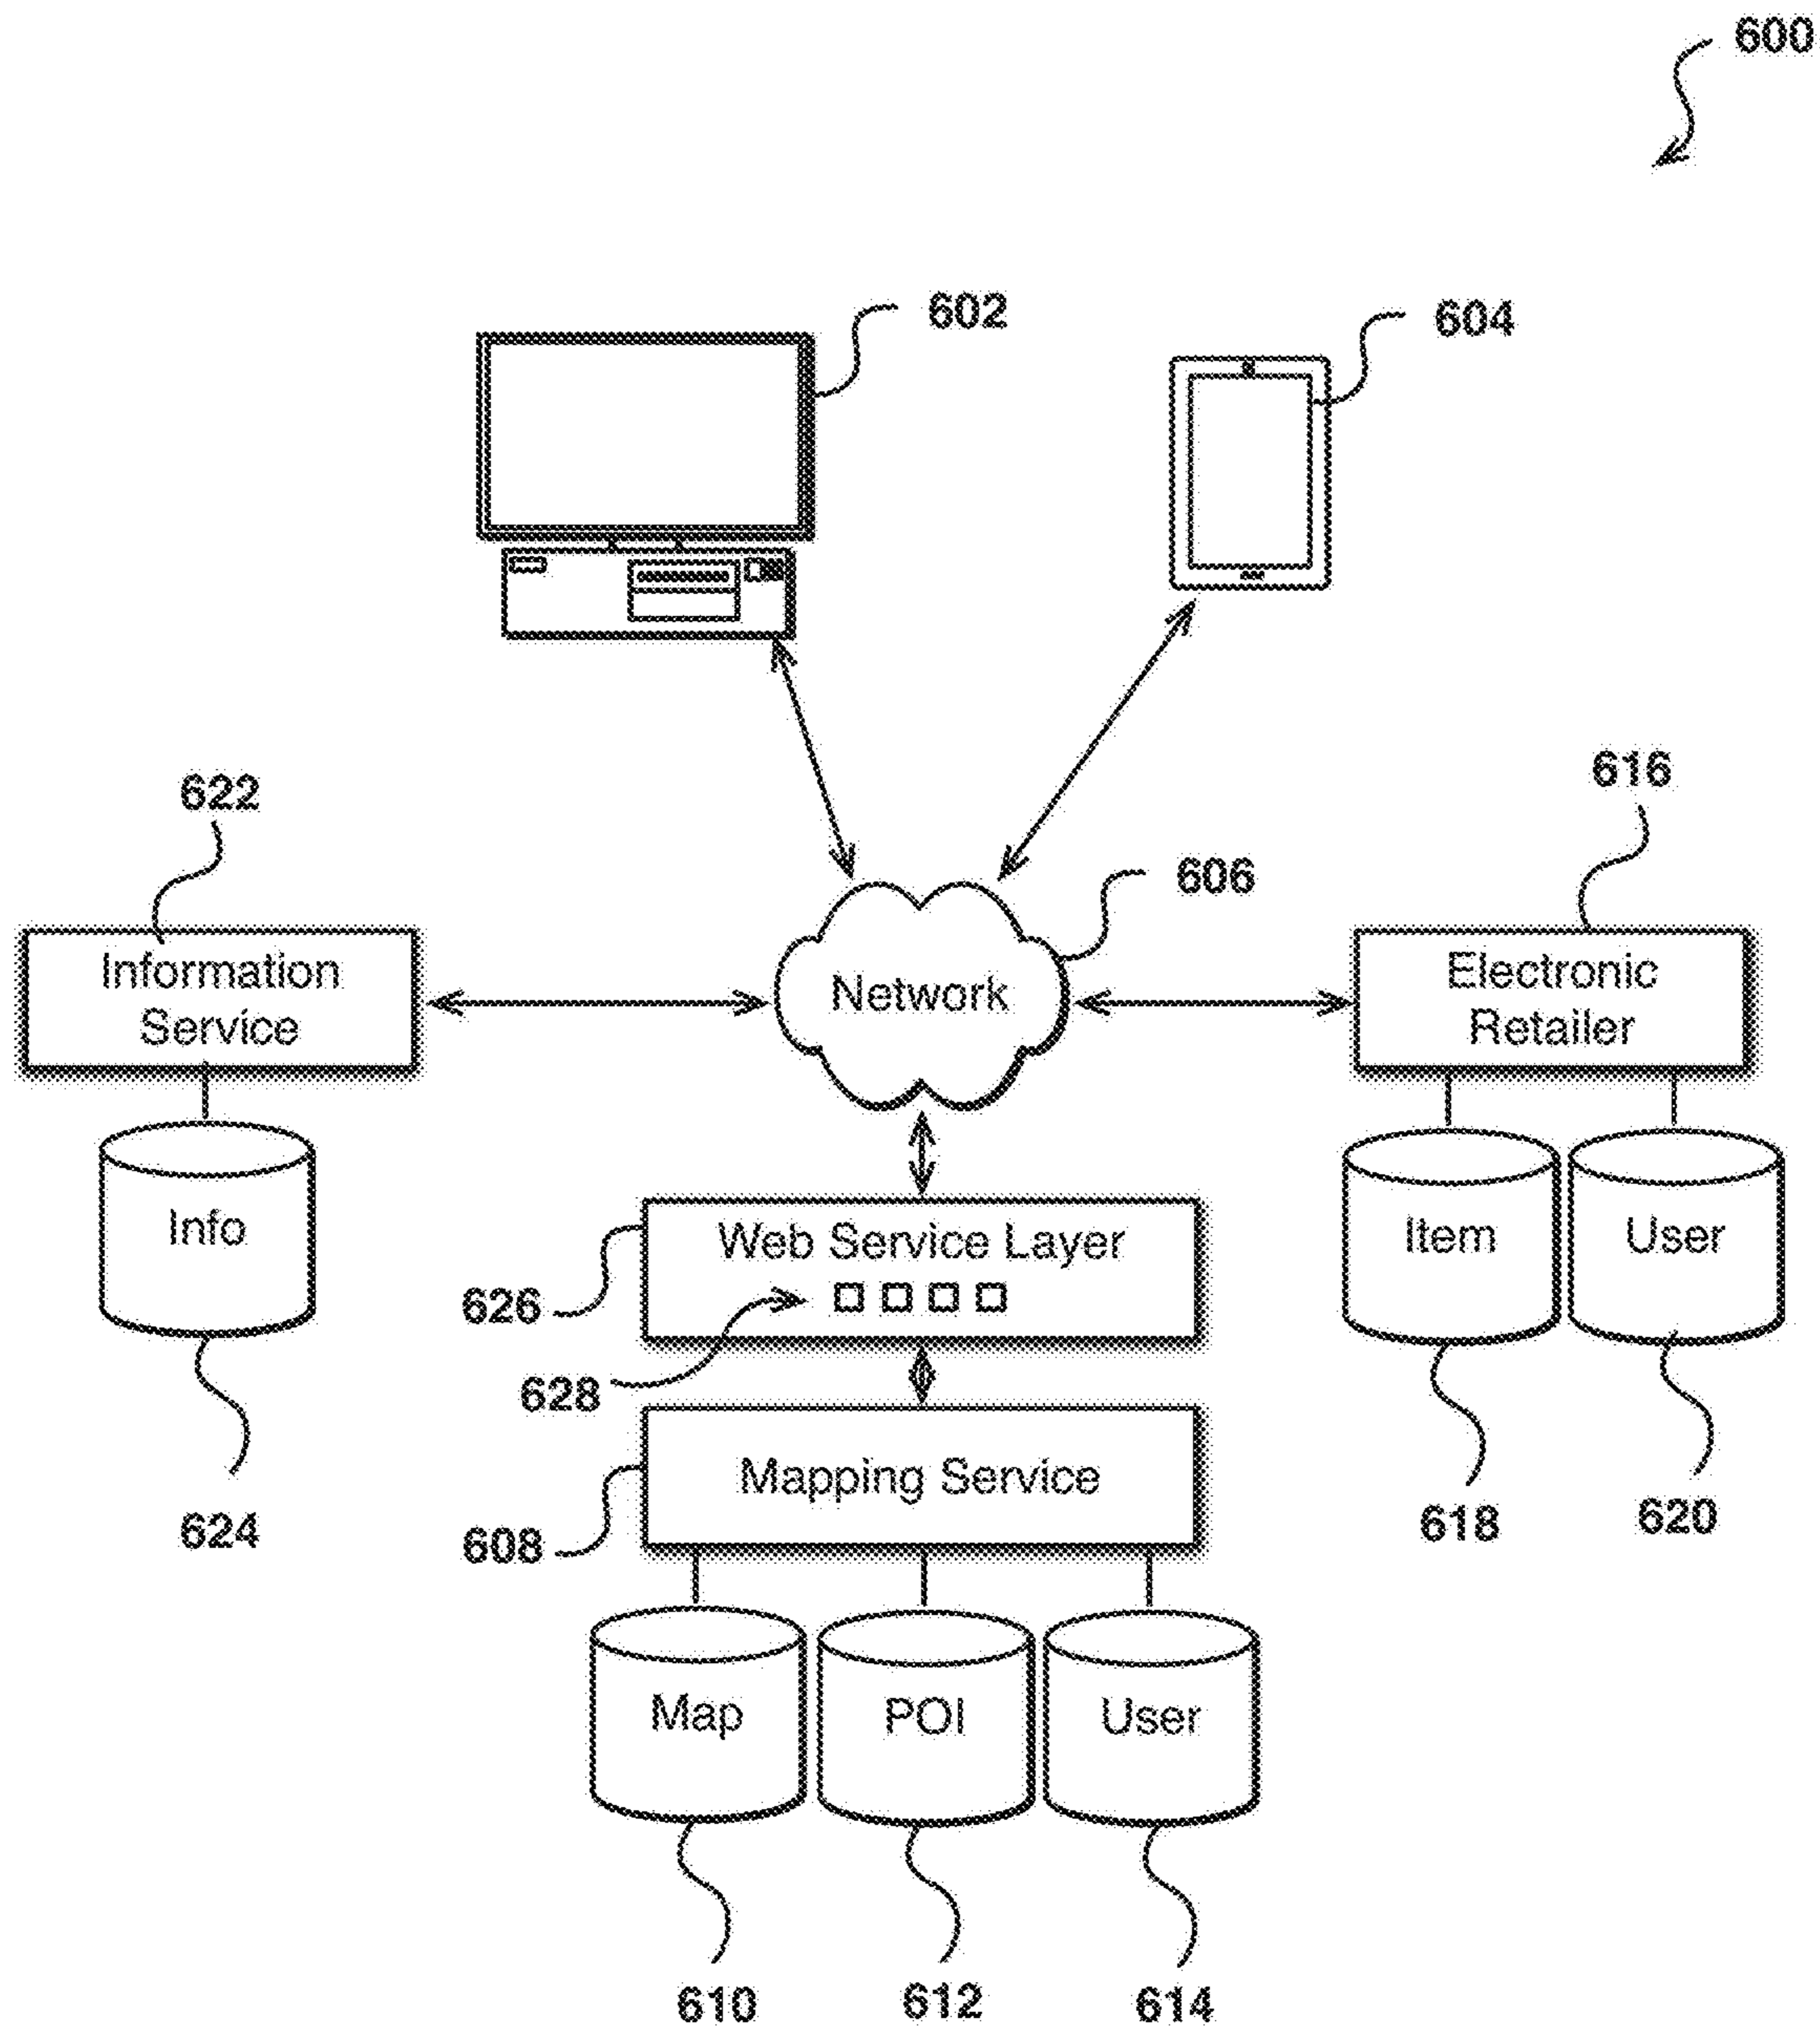 600
602
604
622
616
606
Information
Service
Network
Electronic
Retailer
Info
Web Service Layer
Item
User
626
628
Mapping Service
624
608
618
620
Map
POI
User
610
612
614